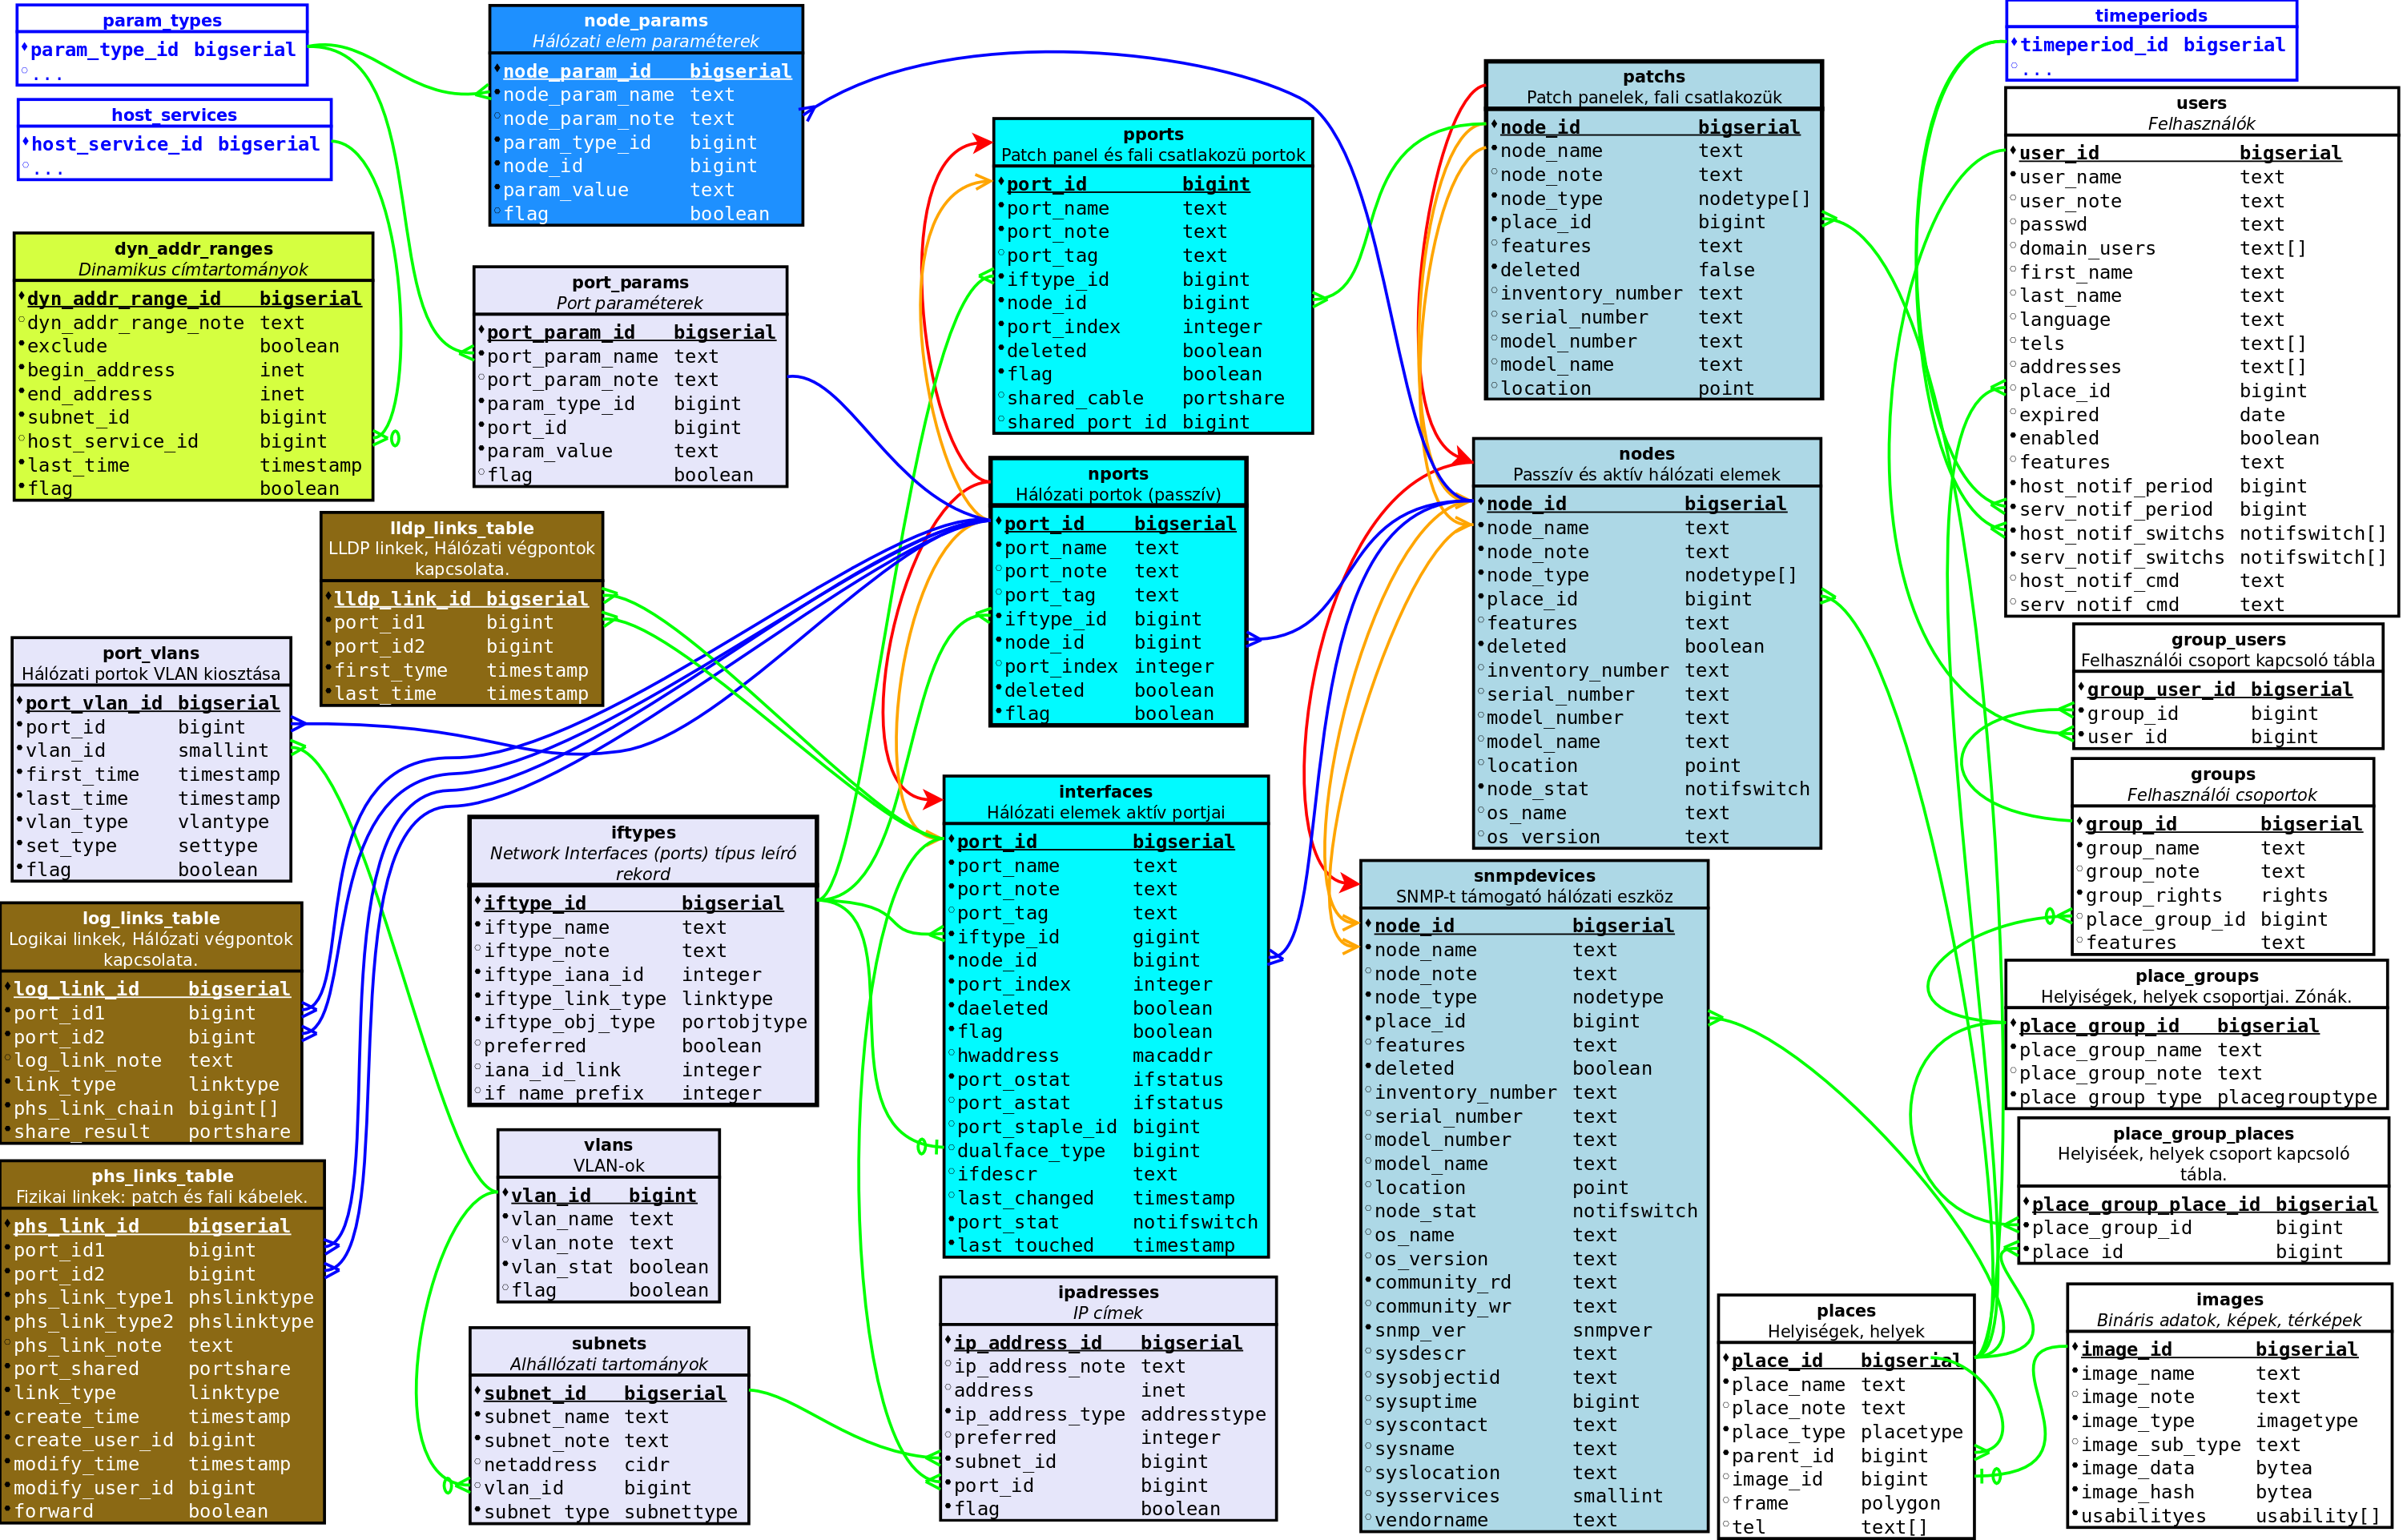 param_types
param_type_id bigserial
...
host_services
host_service_id bigserial
...
dyn_addr_ranges
Dinamikus címtartományok
dyn_addr_range_id bigserial
dyn_addr_range_note text
exclude boolean
begin_address inet
end_address inet
subnet_id bigint
host_service_id bigint
last_time timestamp
flag boolean
node_params
Hálózati elem paraméterek
node_param_id bigserial
node_param_name text
node_param_note text
param_type_id bigint
node_id bigint
param_value text
flag boolean
port_params
Port paraméterek
port_param_id bigserial
port_param_name text
port_param_note text
param_type_id bigint
port_id bigint
param_value text
flag boolean
lldp_links_table
LLDP linkek, Hálózati végpontok
kapcsolata.
lldp_link_id bigserial
port_id1 bigint
port_id2 bigint
first_tyme timestamp
last_time timestamp
port_vlans
Hálózati portok VLAN kiosztása
port_vlan_id bigserial
port_id bigint
vlan_id smallint
first_time timestamp
last_time timestamp
vlan_type vlantype
set_type settype
flag boolean
log_links_table
Logikai linkek, Hálózati végpontok
kapcsolata.
log_link_id bigserial
port_id1 bigint
port_id2 bigint
log_link_note text
link_type linktype
phs_link_chain bigint[]
share_result portshare
phs_links_table
Fizikai linkek: patch és fali kábelek.
phs_link_id bigserial
port_id1 bigint
port_id2 bigint
phs_link_type1 phslinktype
phs_link_type2 phslinktype
phs_link_note text
port_shared portshare
link_type linktype
create_time timestamp
create_user_id bigint
modify_time timestamp
modify_user_id bigint
forward boolean
iftypes
Network Interfaces (ports) típus leíró
rekord
iftype_id bigserial
iftype_name text
iftype_note text
iftype_iana_id integer
iftype_link_type linktype
iftype_obj_type portobjtype
preferred boolean
iana_id_link integer
if_name_prefix integer
vlans
VLAN-ok
vlan_id bigint
vlan_name text
vlan_note text
vlan_stat boolean
flag boolean
subnets
Alhállózati tartományok
subnet_id bigserial
subnet_name text
subnet_note text
netaddress cidr
vlan_id bigint
subnet_type subnettype
pports
Patch panel és fali csatlakozü portok
port_id bigint
port_name text
port_note text
port_tag text
iftype_id bigint
node_id bigint
port_index integer
deleted boolean
flag boolean
shared_cable portshare
shared_port_id bigint
nports
Hálózati portok (passzív)
port_id bigserial
port_name text
port_note text
port_tag text
iftype_id bigint
node_id bigint
port_index integer
deleted boolean
flag boolean
interfaces
Hálózati elemek aktív portjai
port_id bigserial
port_name text
port_note text
port_tag text
iftype_id gigint
node_id bigint
port_index integer
daeleted boolean
flag boolean
hwaddress macaddr
port_ostat ifstatus
port_astat ifstatus
port_staple_id bigint
dualface_type bigint
ifdescr text
last_changed timestamp
port_stat notifswitch
last_touched timestamp
ipadresses
IP címek
ip_address_id bigserial
ip_address_note text
address inet
ip_address_type addresstype
preferred integer
subnet_id bigint
port_id bigint
flag boolean
patchs
Patch panelek, fali csatlakozük
node_id bigserial
node_name text
node_note text
node_type nodetype[]
place_id bigint
features text
deleted false
inventory_number text
serial_number text
model_number text
model_name text
location point
nodes
Passzív és aktív hálózati elemek
node_id bigserial
node_name text
node_note text
node_type nodetype[]
place_id bigint
features text
deleted boolean
inventory_number text
serial_number text
model_number text
model_name text
location point
node_stat notifswitch
os_name text
os_version text
snmpdevices
SNMP-t támogató hálózati eszköz
node_id bigserial
node_name text
node_note text
node_type nodetype
place_id bigint
features text
deleted boolean
inventory_number text
serial_number text
model_number text
model_name text
location point
node_stat notifswitch
os_name text
os_version text
community_rd text
community_wr text
snmp_ver snmpver
sysdescr text
sysobjectid text
sysuptime bigint
syscontact text
sysname text
syslocation text
sysservices smallint
vendorname text
places
Helyiségek, helyek
place_id bigserial
place_name text
place_note text
place_type placetype
parent_id bigint
image_id bigint
frame polygon
tel text[]
timeperiods
timeperiod_id bigserial
...
users
Felhasználók
user_id bigserial
user_name text
user_note text
passwd text
domain_users text[]
first_name text
last_name text
language text
tels text[]
addresses text[]
place_id bigint
expired date
enabled boolean
features text
host_notif_period bigint
serv_notif_period bigint
host_notif_switchs notifswitch[]
serv_notif_switchs notifswitch[]
host_notif_cmd text
serv_notif_cmd text
group_users
Felhasználói csoport kapcsoló tábla
group_user_id bigserial
group_id bigint
user_id bigint
groups
Felhasználói csoportok
group_id bigserial
group_name text
group_note text
group_rights rights
place_group_id bigint
features text
place_groups
Helyiségek, helyek csoportjai. Zónák.
place_group_id bigserial
place_group_name text
place_group_note text
place_group_type placegrouptype
place_group_places
Helyiséek, helyek csoport kapcsoló
tábla.
place_group_place_id bigserial
place_group_id bigint
place_id bigint
images
Bináris adatok, képek, térképek
image_id bigserial
image_name text
image_note text
image_type imagetype
image_sub_type text
image_data bytea
image_hash bytea
usabilityes usability[]